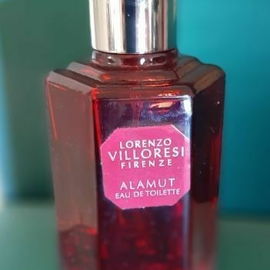 LORENZO
VILLORESI
FIRENZE
ALAMUT
EAU DE TOILETTE